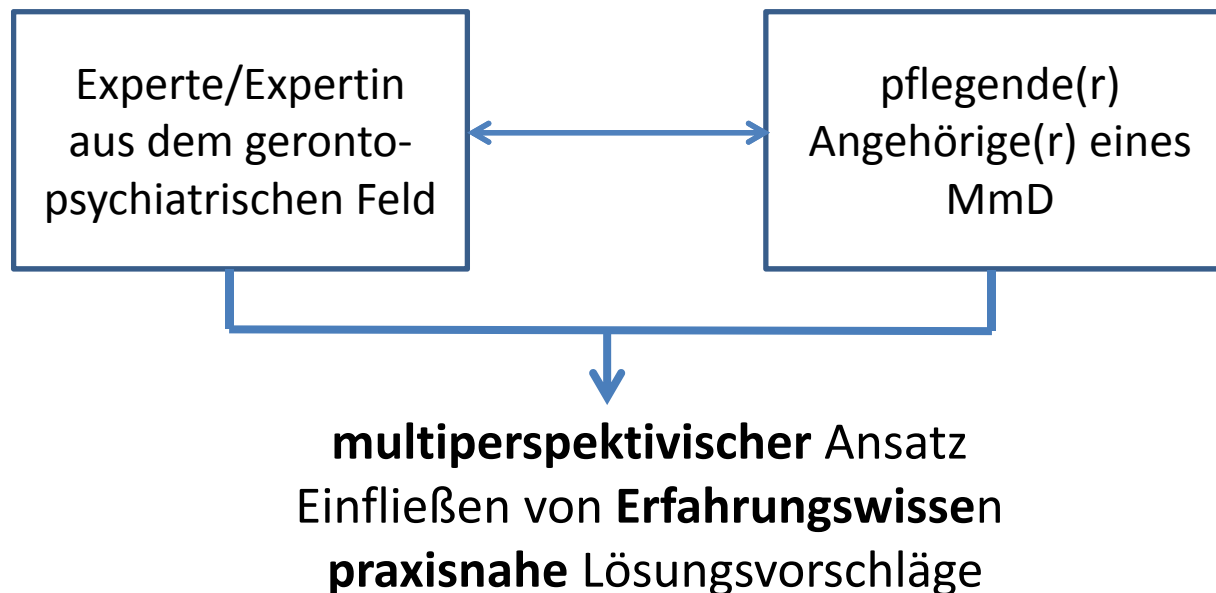 Experte/Expertin
aus dem geronto-
psychiatrischen Feld
pflegende(r)
Angehörige(r) eines
MmD
multiperspektivischer Ansatz
Einfließen von Erfahrungswissen
praxisnahe Lösungsvorschläge